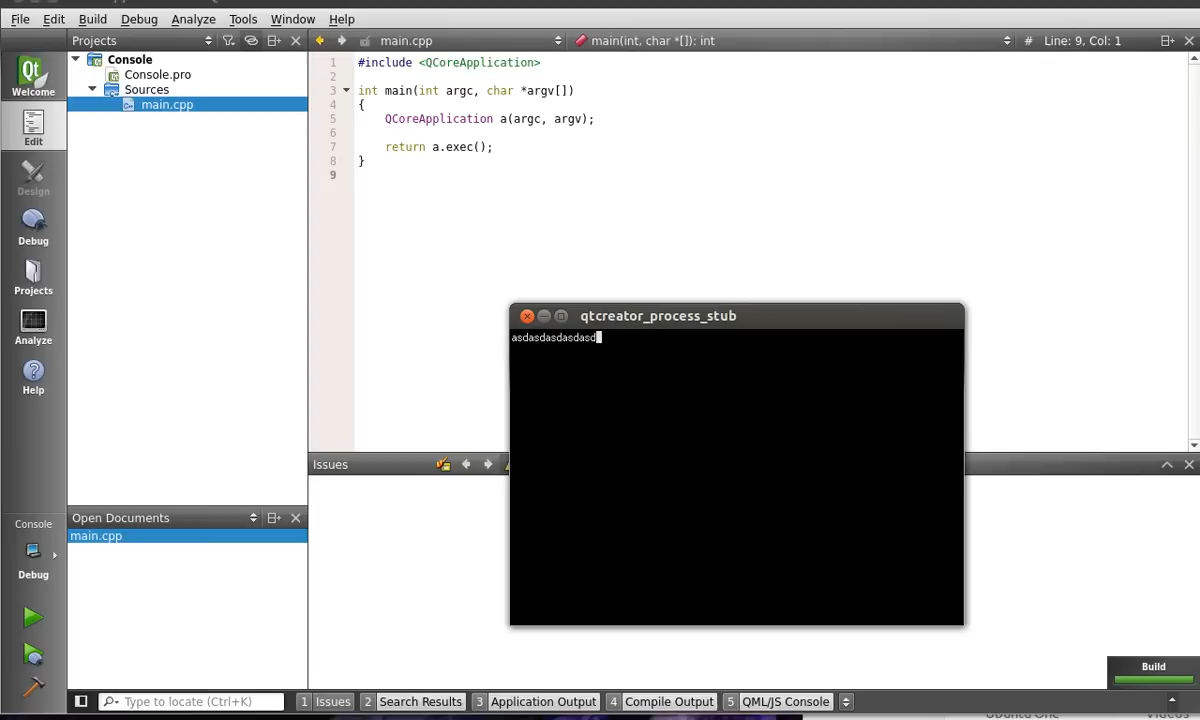 File Edit Build Debug Analyze Tools Window Help
Projects
main.cpp
main(int, char *[]): int
# Line: 9, Col: 1
Qt
Welcome
Edit
Design
Debug
Projects
Analyze
Help
Console
Debug
Console
Console.pro
Sources
main.cpp
Open Documents
main.cpp
1 #include <QCoreApplication>
2
3 int main(int argc, char *argv[])
4 {
5 QCoreApplication a(argc, argv);
6
7 return a.exec();
8 }
9
qtcreator_process_stub
asdasdasdasdasd
Issues
Build
Type to locate (Ctrl+K)
1 Issues 2 Search Results 3 Application Output 4 Compile Output 5 QML/JS Console
Ubuntu One
Videos